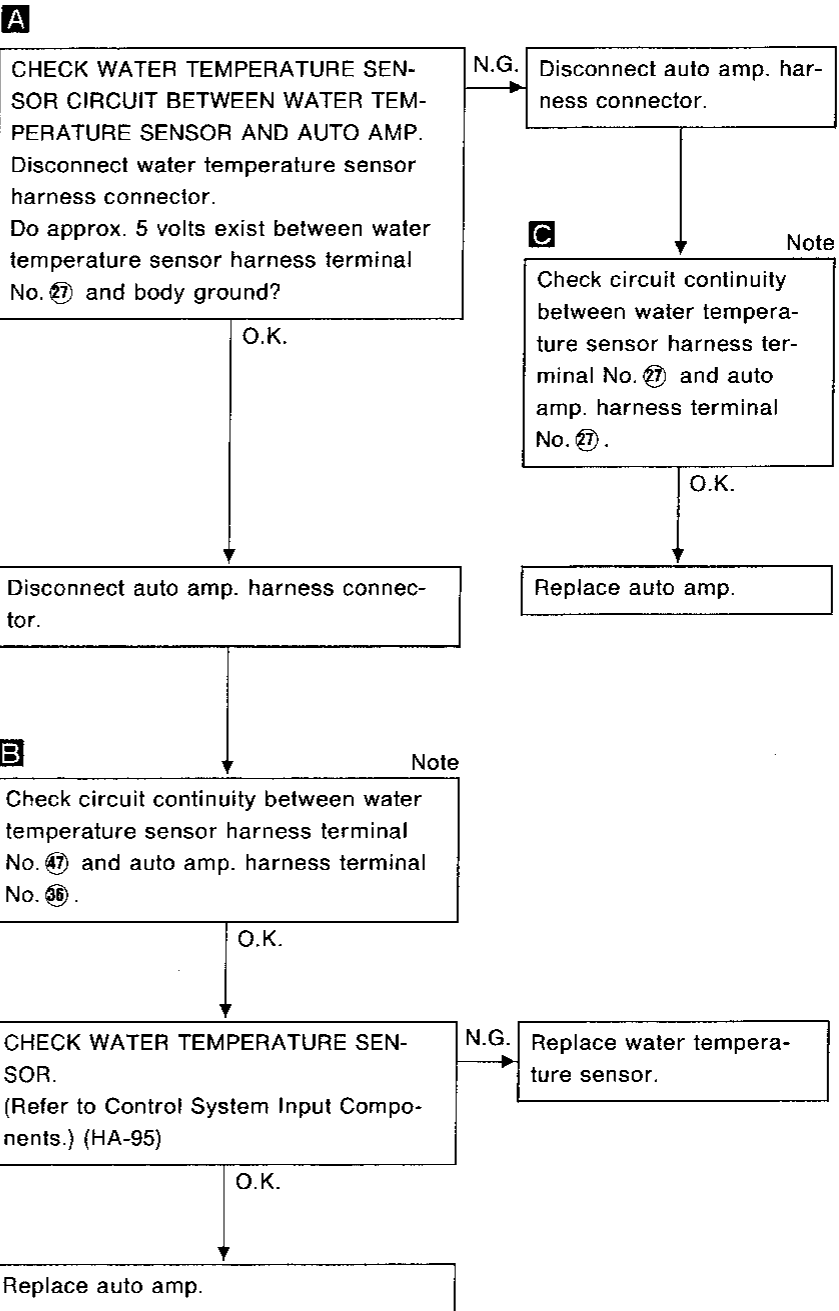 A
CHECK WATER TEMPERATURE SEN-
SOR CIRCUIT BETWEEN WATER TEM-
PERATURE SENSOR AND AUTO AMP.
Disconnect water temperature sensor
harness connector.
Do approx. 5 volts exist between water
temperature sensor harness terminal
No. ㉗ and body ground?
N.G.
Disconnect auto amp. har-
ness connector.
O.K.
C
Note
Check circuit continuity
between water tempera-
ture sensor harness ter-
minal No. ㉗ and auto
amp. harness terminal
No. ㉗.
O.K.
Replace auto amp.
Disconnect auto amp. harness connec-
tor.
B
Note
Check circuit continuity between water
temperature sensor harness terminal
No. ㊼ and auto amp. harness terminal
No. ㊱.
O.K.
CHECK WATER TEMPERATURE SEN-
SOR.
(Refer to Control System Input Compo-
nents.) (HA-95)
N.G.
Replace water tempera-
ture sensor.
O.K.
Replace auto amp.